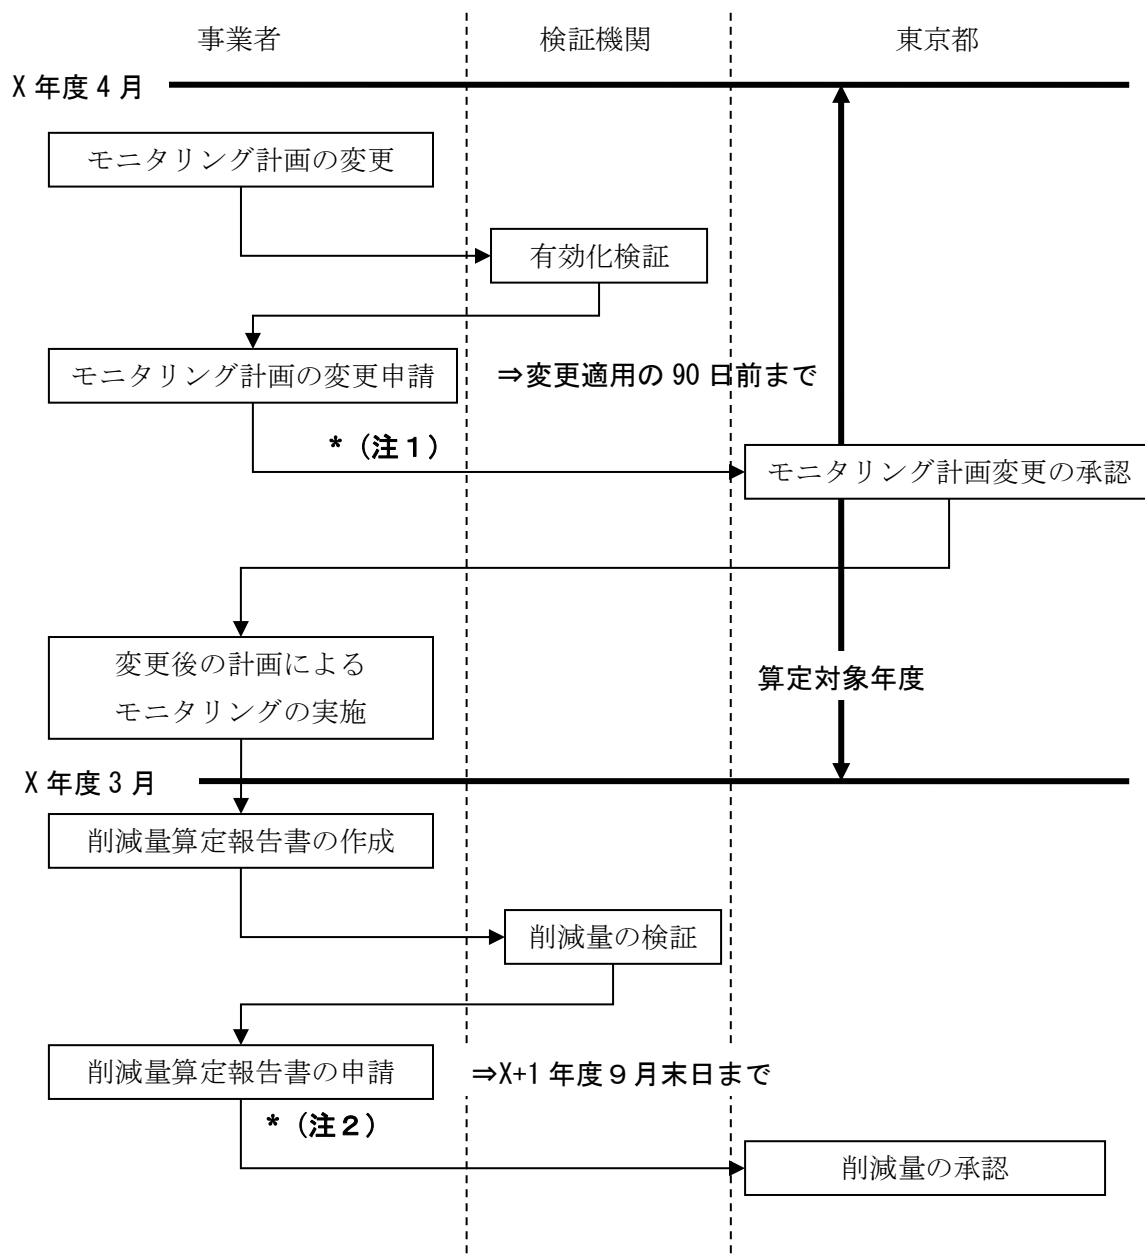 事業者
検証機関
東京都
X 年度 4 月
モニタリング計画の変更
有効化検証
モニタリング計画の変更申請
⇒変更適用の 90 日前まで
*（注１）
モニタリング計画変更の承認
変更後の計画による
モニタリングの実施
算定対象年度
X 年度 3 月
削減量算定報告書の作成
削減量の検証
削減量算定報告書の申請
⇒X+1 年度９月末日まで
*（注２）
削減量の承認